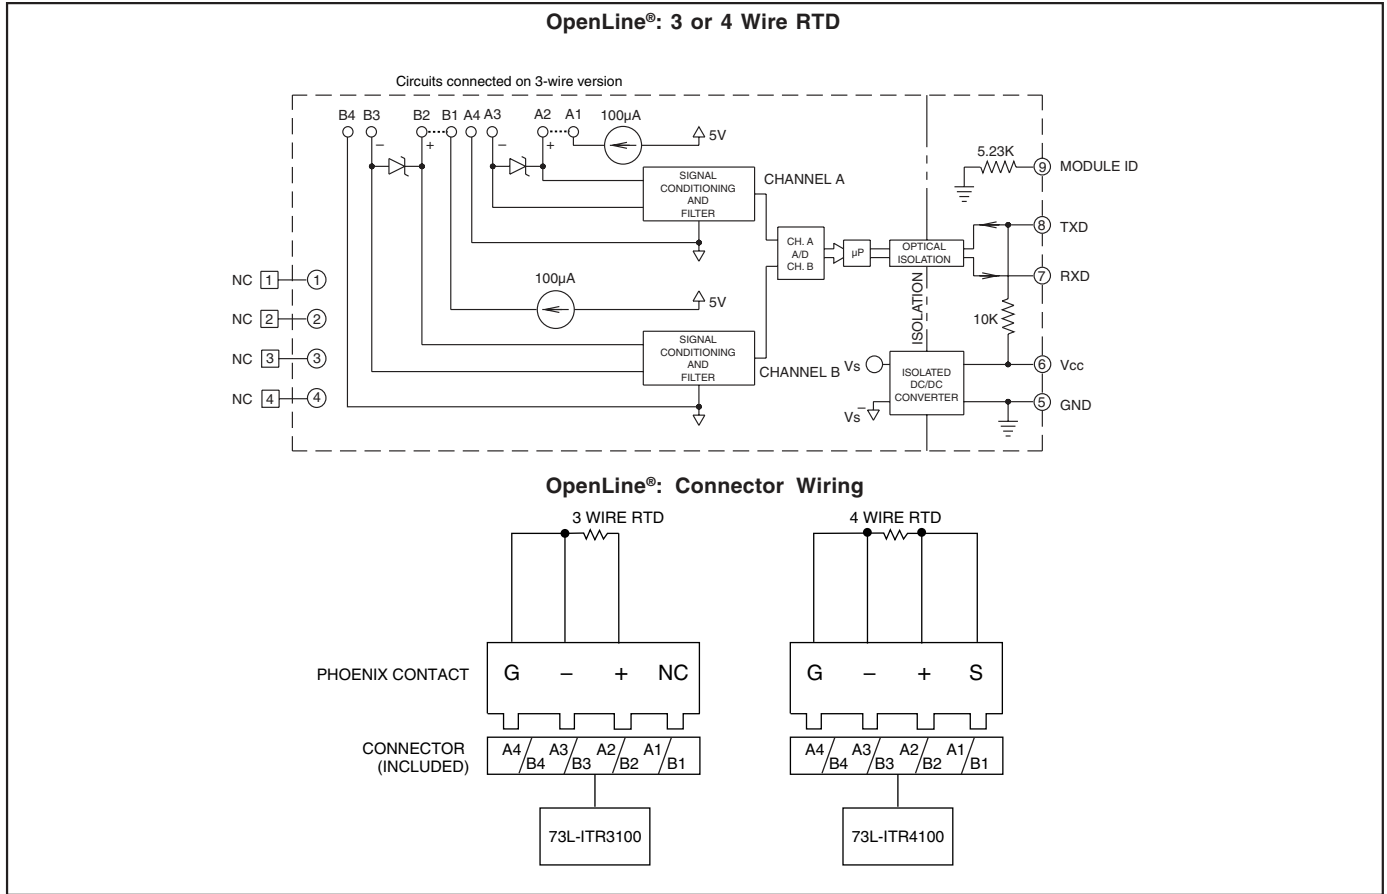 OpenLine®: 3 or 4 Wire RTD
Circuits connected on 3-wire version
B4 B3 B2 B1 A4 A3 A2 A1 100µA
5V
– + – +
5.23K
9 MODULE ID
SIGNAL
CONDITIONING
AND
FILTER
CHANNEL A
8 TXD
CH. A
A/D
CH. B
µP
OPTICAL
ISOLATION
7 RXD
NC 1 1
100µA
5V
ISOLATION
NC 2 2
10K
SIGNAL
CONDITIONING
AND
FILTER
NC 3 3
CHANNEL B
Vs
ISOLATED
DC/DC
CONVERTER
6 Vcc
NC 4 4
Vs–
5 GND
OpenLine®: Connector Wiring
3 WIRE RTD
4 WIRE RTD
PHOENIX CONTACT
G – + NC
G – + S
CONNECTOR
(INCLUDED)
A4/B4 A3/B3 A2/B2 A1/B1
A4/B4 A3/B3 A2/B2 A1/B1
73L-ITR3100
73L-ITR4100